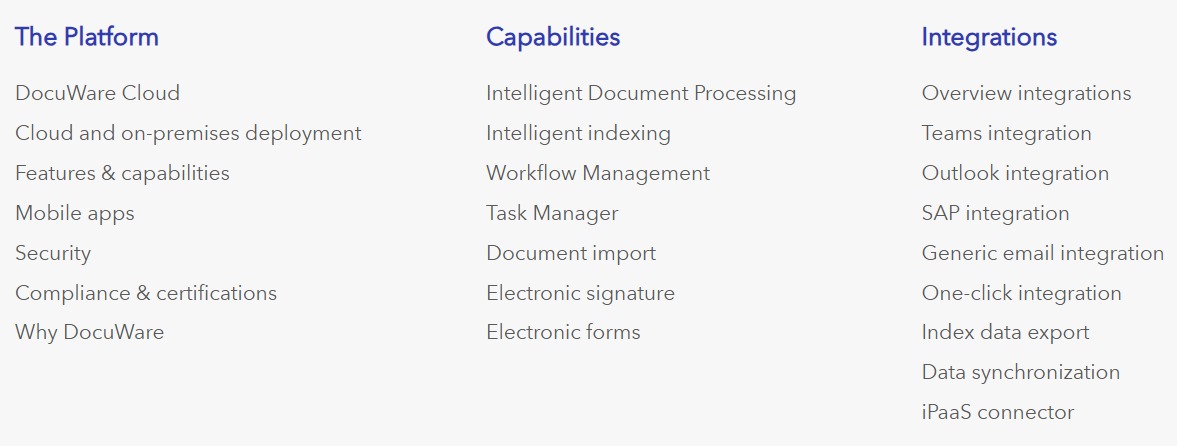 The Platform
DocuWare Cloud
Cloud and on-premises deployment
Features & capabilities
Mobile apps
Security
Compliance & certifications
Why DocuWare
Capabilities
Intelligent Document Processing
Intelligent indexing
Workflow Management
Task Manager
Document import
Electronic signature
Electronic forms
Integrations
Overview integrations
Teams integration
Outlook integration
SAP integration
Generic email integration
One-click integration
Index data export
Data synchronization
iPaaS connector